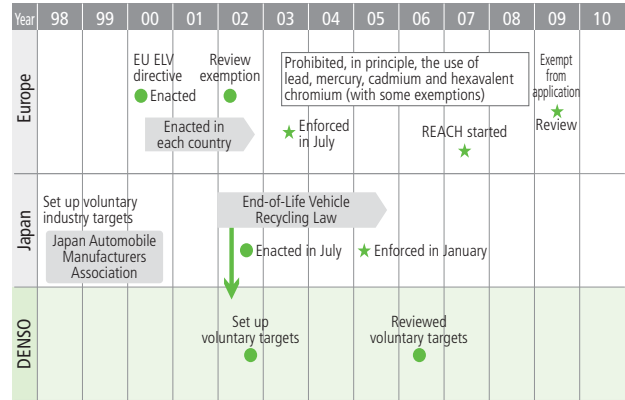 Year 98 99 00 01 02 03 04 05 06 07 08 09 10
Europe
EU ELV
directive
Enacted
Review
exemption
Enacted in
each country
Prohibited, in principle, the use of
lead, mercury, cadmium and hexavalent
chromium (with some exemptions)
Enforced
in July
REACH started
Exempt
from
application
Review
Japan
Set up voluntary
industry targets
Japan Automobile
Manufacturers
Association
End-of-Life Vehicle
Recycling Law
Enacted in July
Enforced in January
DENSO
Set up
voluntary targets
Reviewed
voluntary targets